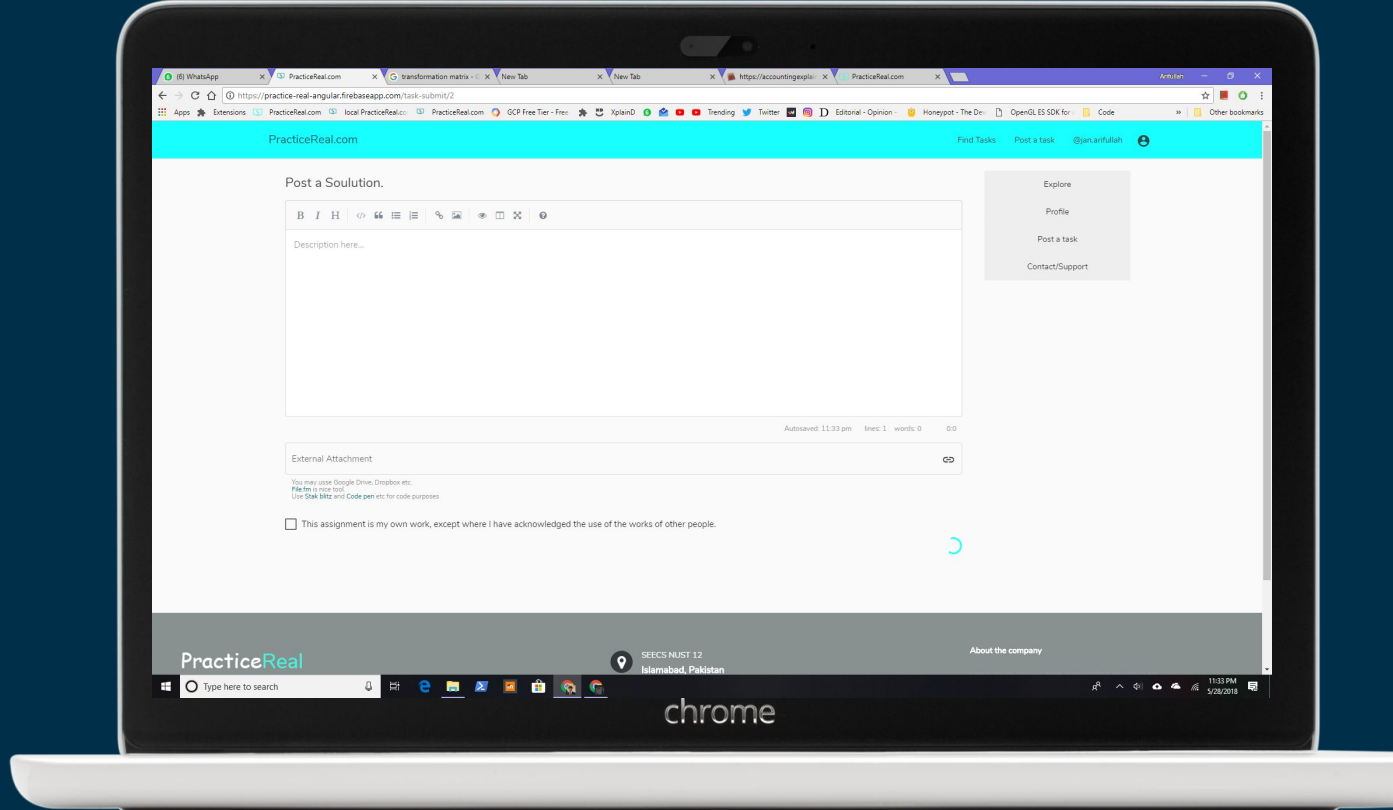 (6) WhatsApp PracticeReal.com transformation matrix - New Tab New Tab https://accountingexplai PracticeReal.com Arifullah
https://practice-real-angular.firebaseapp.com/task-submit/2
Apps Extensions PracticeReal.com local PracticeReal.co PracticeReal.com GCP Free Tier - Free XplainD Trending Twitter Editorial - Opinion - Honeypot - The Dev OpenGL ES SDK for Code » Other bookmarks
PracticeReal.com Find Tasks Post a task @jan.arifullah
Post a Soulution.
Explore
B I H
Profile
Description here...
Post a task
Contact/Support
Autosaved: 11:33 pm lines: 1 words: 0 0:0
External Attachment
You may usse Google Drive, Dropbox etc.
File.fm is nice tool.
Use Stak blitz and Code pen etc for code purposes
This assignment is my own work, except where I have acknowledged the use of the works of other people.
PracticeReal
SEECS NUST 12
Islamabad, Pakistan
About the company
Type here to search
11:33 PM
5/28/2018
chrome